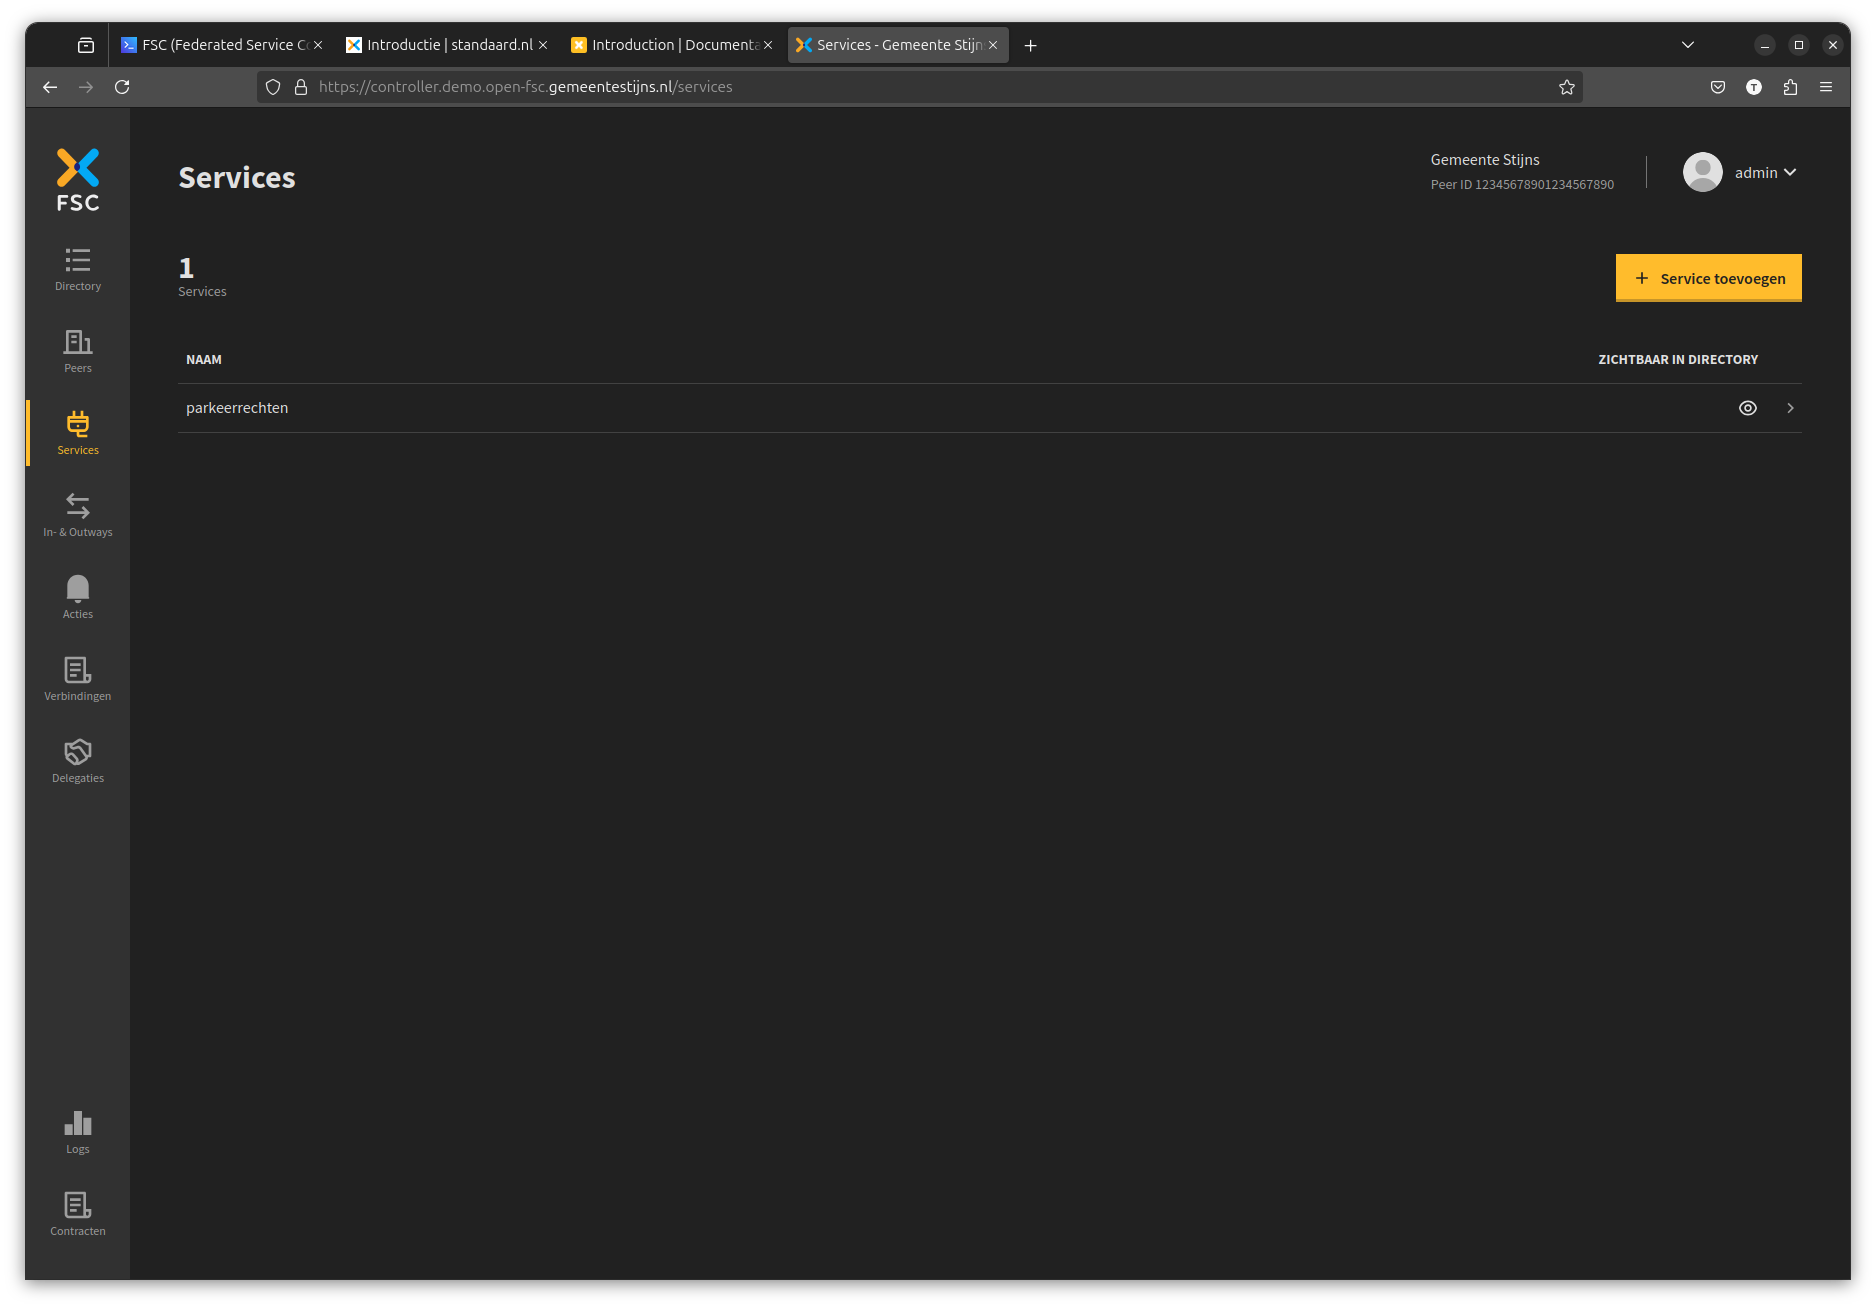 FSC (Federated Service Co
Introductie | standaard.nl
Introduction | Documenta
Services - Gemeente Stijn
https://controller.demo.open-fsc.gemeentestijns.nl/services
T
FSC
Directory
Peers
Services
In- & Outways
Acties
Verbindingen
Delegaties
Logs
Contracten
Services
Gemeente Stijns
Peer ID 12345678901234567890
admin
1
Services
+ Service toevoegen
NAAM
ZICHTBAAR IN DIRECTORY
parkeerrechten